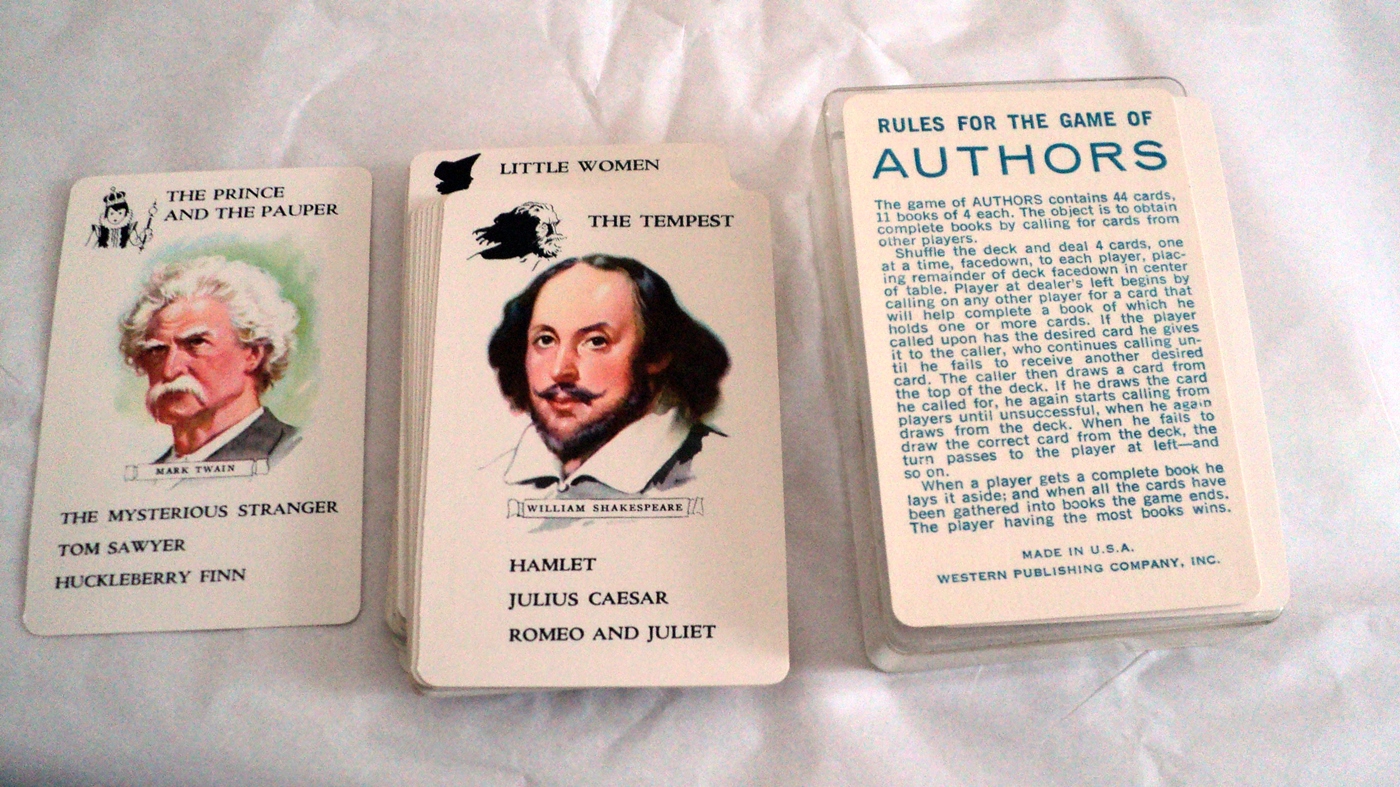 THE PRINCE
AND THE PAUPER
MARK TWAIN
THE MYSTERIOUS STRANGER
TOM SAWYER
HUCKLEBERRY FINN
LITTLE WOMEN
THE TEMPEST
WILLIAM SHAKESPEARE
HAMLET
JULIUS CAESAR
ROMEO AND JULIET
RULES FOR THE GAME OF
AUTHORS
The game of AUTHORS contains 44 cards,
11 books of 4 each. The object is to obtain
complete books by calling for cards from
other players.
Shuffle the deck and deal 4 cards, one
at a time, facedown, to each player, plac-
ing remainder of deck facedown in center
of table. Player at dealer's left begins by
calling on any other player for a card that
will help complete a book of which he
holds one or more cards. If the player
called upon has the desired card he gives
it to the caller, who continues calling un-
til he fails to receive another desired
card. The caller then draws a card from
the top of the deck. If he draws the card
he called for, he again starts calling from
players until unsuccessful, when he again
draws from the deck. When he fails to
draw the correct card from the deck, the
turn passes to the player at left—and
so on.
When a player gets a complete book he
lays it aside; and when all the cards have
been gathered into books the game ends.
The player having the most books wins.
MADE IN U.S.A.
WESTERN PUBLISHING COMPANY, INC.